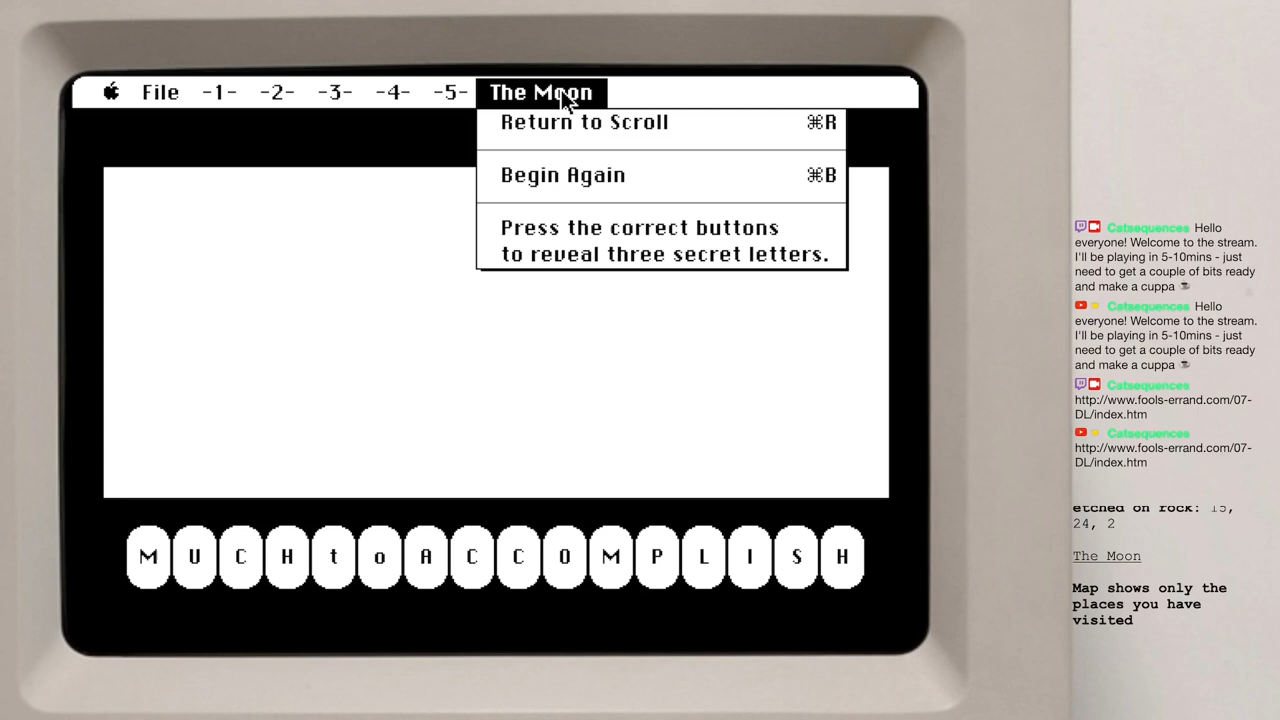 File -1- -2- -3- -4- -5- The Moon
Return to Scroll ⌘R
Begin Again ⌘B
Press the correct buttons
to reveal three secret letters.
M U C H t o A C C O M P L I S H
Catsequences Hello
everyone! Welcome to the stream.
I'll be playing in 5-10mins - just
need to get a couple of bits ready
and make a cuppa ☕
Catsequences Hello
everyone! Welcome to the stream.
I'll be playing in 5-10mins - just
need to get a couple of bits ready
and make a cuppa ☕
Catsequences
http://www.fools-errand.com/07-
DL/index.htm
Catsequences
http://www.fools-errand.com/07-
DL/index.htm
etched on rock: 15,
24, 2
The Moon
Map shows only the
places you have
visited